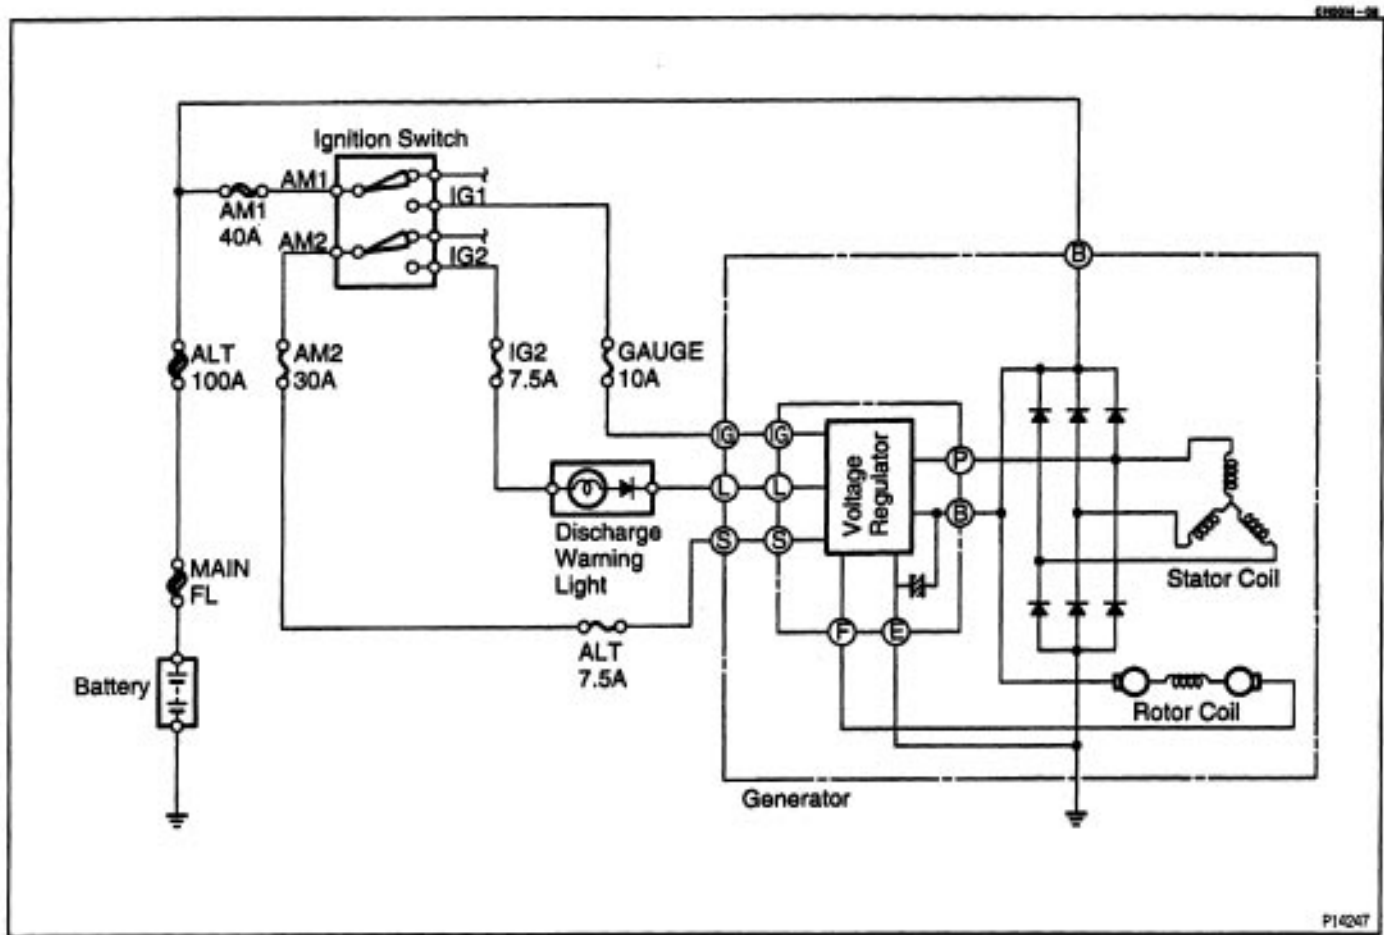 Ignition Switch
AM1
IG1
AM1
40A
AM2
IG2
B
ALT
100A
AM2
30A
IG2
7.5A
GAUGE
10A
IG
IG
Voltage
Regulator
P
L
L
B
S
S
Discharge
Warning
Light
Stator Coil
MAIN
FL
F
E
ALT
7.5A
Battery
Rotor Coil
Generator
P14247